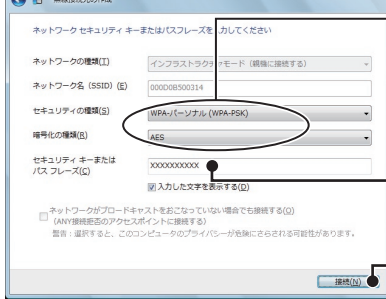 ネットワーク セキュリティ キーまたはパスフレーズを入力してください
ネットワークの種類(T)
インフラストラクチャモード (親機に接続する)
ネットワーク名 (SSID) (E)
000D0B500314
セキュリティの種類(S)
WPA-パーソナル (WPA-PSK)
暗号化の種類(R)
AES
セキュリティ キーまたは
パス フレーズ(C)
XXXXXXXXXX
入力した文字を表示する(D)
ネットワークがブロードキャストをおこなっていない場合でも接続する(O)
(ANY接続拒否のアクセスポイントに接続する)
警告：選択すると、このコンピュータのプライバシーが危険にさらされる可能性があります。
接続(N)